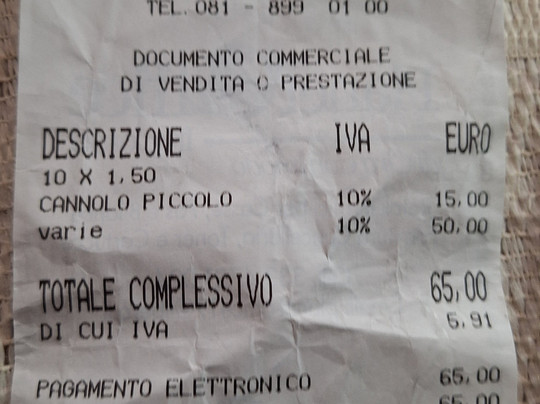 TEL. 081 - 899 01 00
DOCUMENTO COMMERCIALE
DI VENDITA O PRESTAZIONE
DESCRIZIONE IVA EURO
10 X 1,50
CANNOLO PICCOLO 10% 15,00
varie 10% 50,00
TOTALE COMPLESSIVO 65,00
DI CUI IVA 5,91
PAGAMENTO ELETTRONICO 65,00
65,00